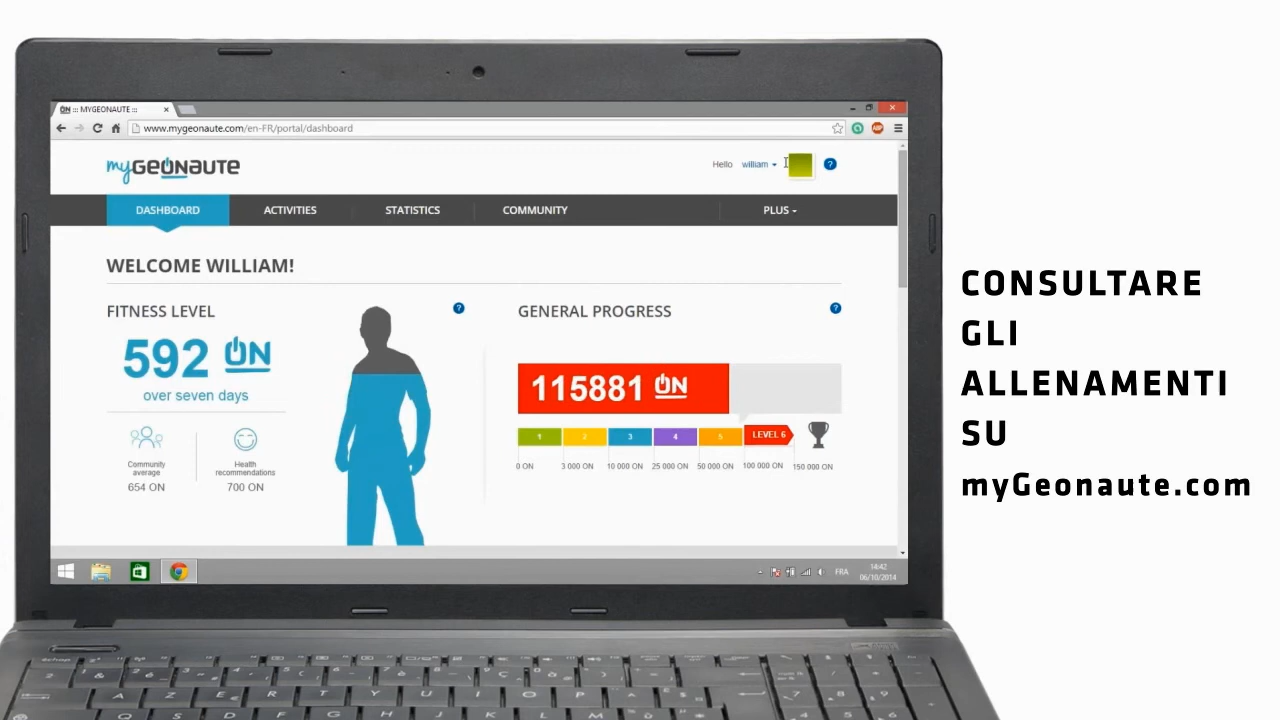 ON ::: MYGEONAUTE :::
www.mygeonaute.com/en-FR/portal/dashboard
myGEONAUTE
Hello william
?
DASHBOARD ACTIVITIES STATISTICS COMMUNITY PLUS
WELCOME WILLIAM!
FITNESS LEVEL
?
GENERAL PROGRESS
?
592 ON
over seven days
Community
average
654 ON
Health
recommendations
700 ON
115881 ON
1 2 3 4 5 LEVEL 6
0 ON 3 000 ON 10 000 ON 25 000 ON 50 000 ON 100 000 ON 150 000 ON
FRA
14:42
06/10/2014
CONSULTARE
GLI
ALLENAMENTI
SU
myGeonaute.com
A Z E R T Y U I O P
Q S D F G H J K L M